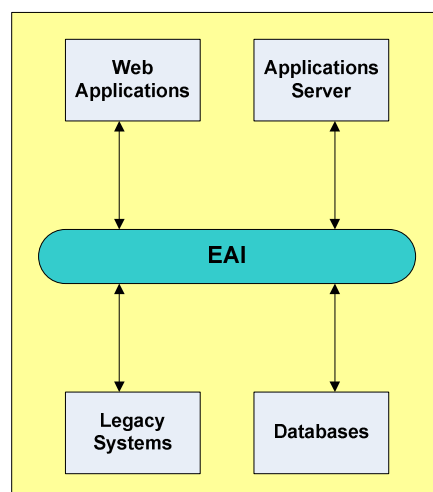 Web
Applications
Applications
Server
EAI
Legacy
Systems
Databases